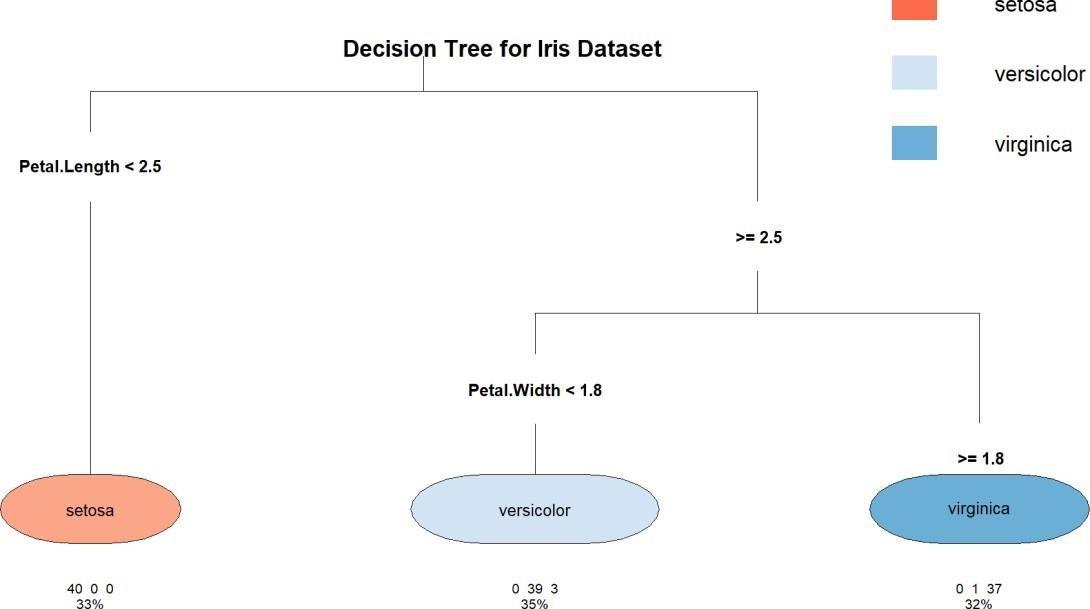 setosa
Decision Tree for Iris Dataset
versicolor
virginica
Petal.Length < 2.5
>= 2.5
Petal.Width < 1.8
>= 1.8
setosa
versicolor
virginica
40 0 0
33%
0 39 3
35%
0 1 37
32%